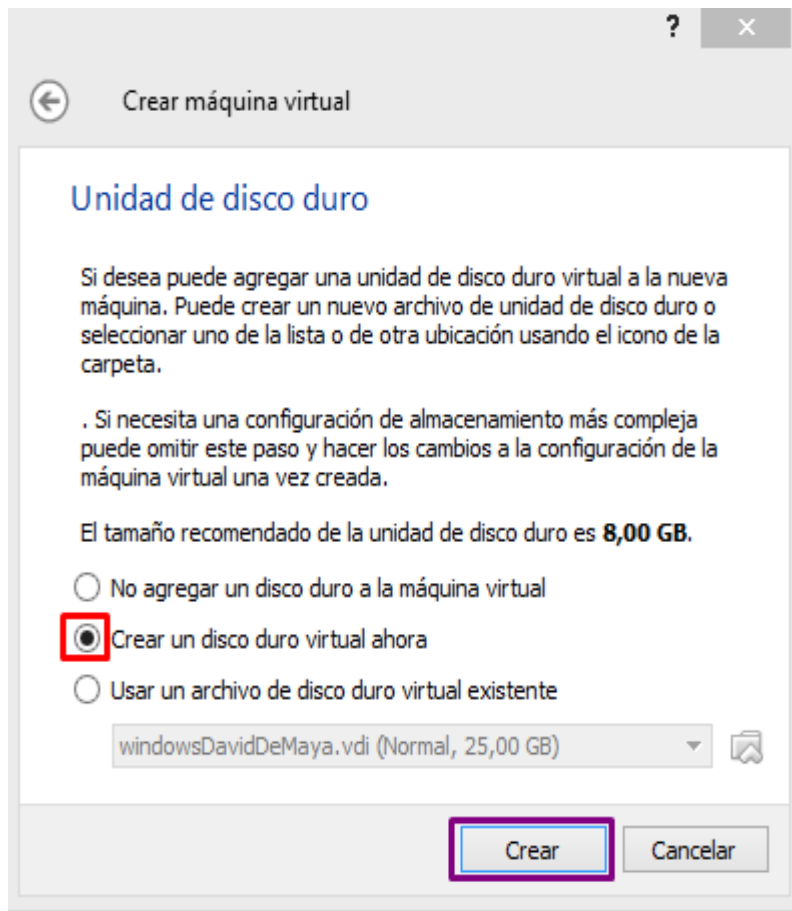 ?
Crear máquina virtual
Unidad de disco duro
Si desea puede agregar una unidad de disco duro virtual a la nueva
máquina. Puede crear un nuevo archivo de unidad de disco duro o
seleccionar uno de la lista o de otra ubicación usando el icono de la
carpeta.
. Si necesita una configuración de almacenamiento más compleja
puede omitir este paso y hacer los cambios a la configuración de la
máquina virtual una vez creada.
El tamaño recomendado de la unidad de disco duro es 8,00 GB.
No agregar un disco duro a la máquina virtual
Crear un disco duro virtual ahora
Usar un archivo de disco duro virtual existente
windowsDavidDeMaya.vdi (Normal, 25,00 GB)
Crear Cancelar